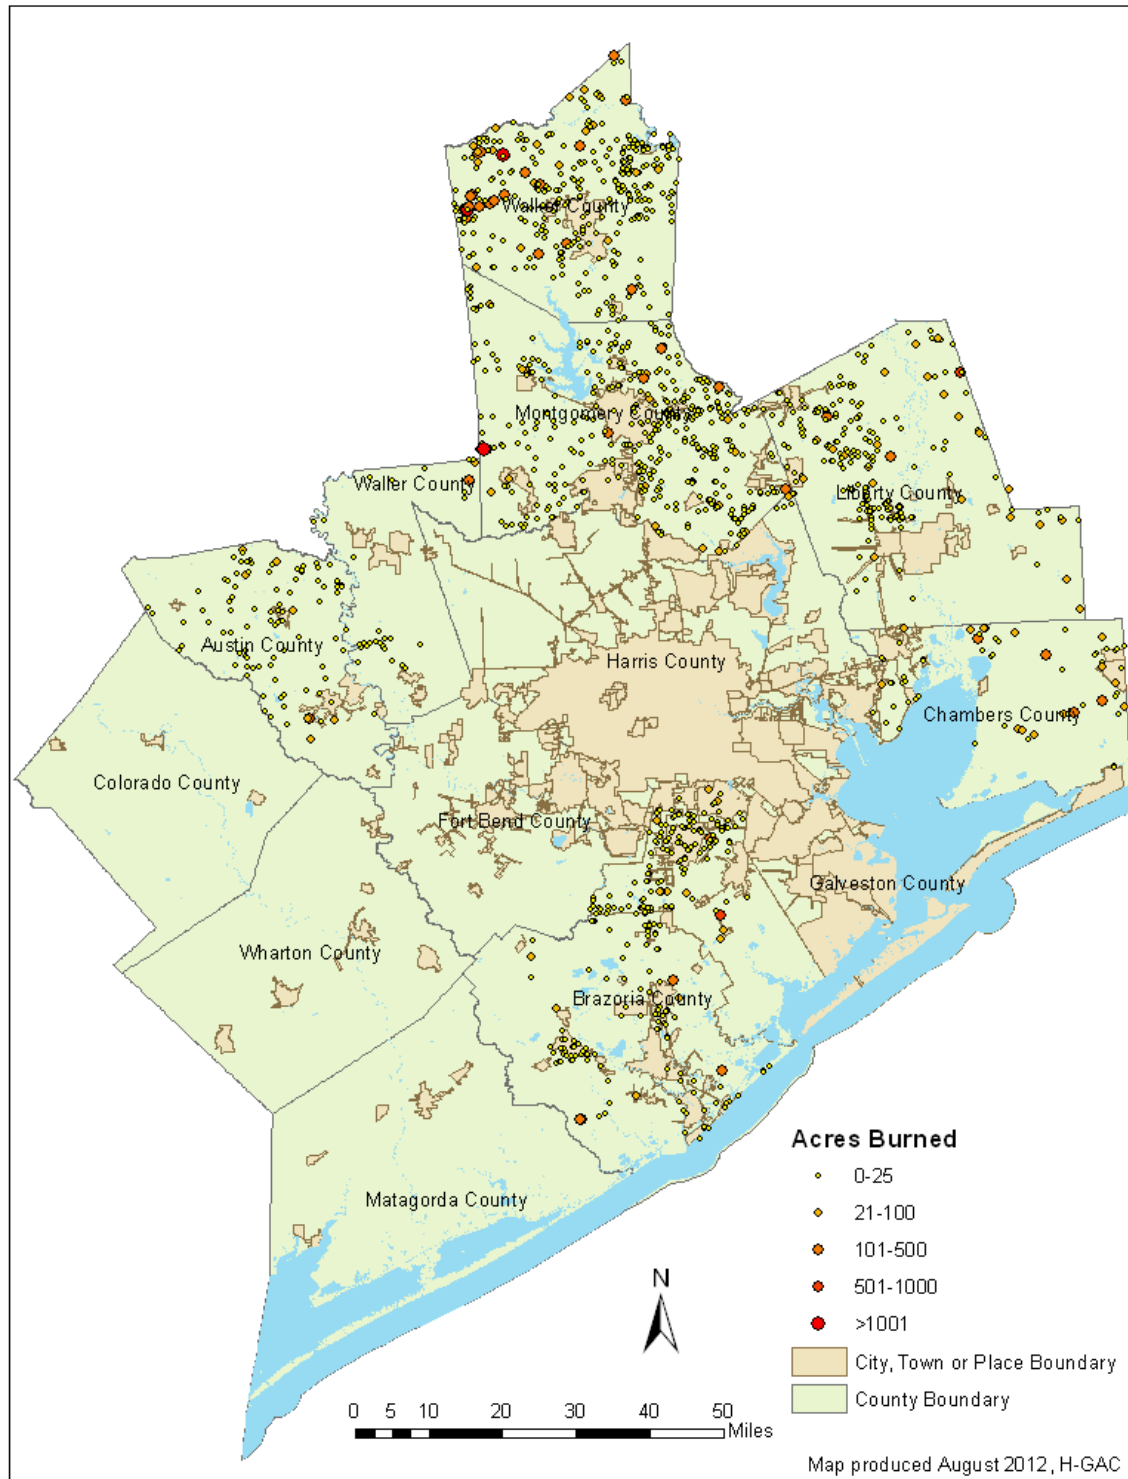 Walker County
Montgomery County
Waller County
Liberty County
Austin County
Harris County
Chambers County
Colorado County
Fort Bend County
Galveston County
Wharton County
Brazoria County
Matagorda County
Acres Burned
0-25
21-100
101-500
501-1000
>1001
City, Town or Place Boundary
County Boundary
N
0 5 10 20 30 40 50
Miles
Map produced August 2012, H-GAC